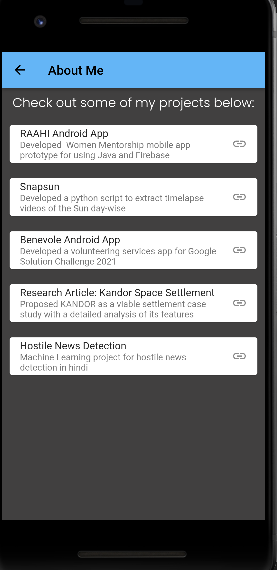 About Me
Check out some of my projects below:
RAAHI Android App
Developed Women Mentorship mobile app
prototype for using Java and Firebase
Snapsun
Developed a python script to extract timelapse
videos of the Sun day-wise
Benevole Android App
Developed a volunteering services app for Google
Solution Challenge 2021
Research Article: Kandor Space Settlement
Proposed KANDOR as a viable settlement case
study with a detailed analysis of its features
Hostile News Detection
Machine Learning project for hostile news
detection in hindi